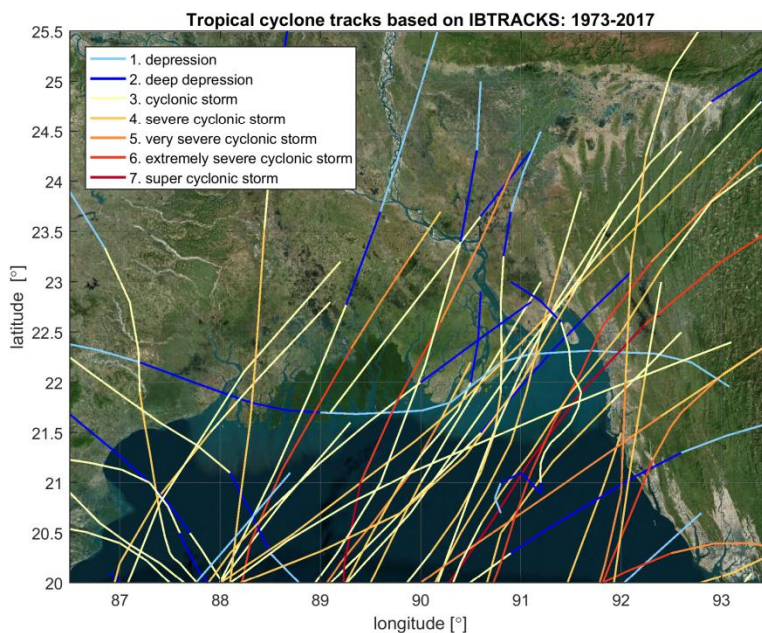 Tropical cyclone tracks based on IBTRACKS: 1973-2017
25.5
25
24.5
24
23.5
23
22.5
22
21.5
21
20.5
20
latitude [°]
1. depression
2. deep depression
3. cyclonic storm
4. severe cyclonic storm
5. very severe cyclonic storm
6. extremely severe cyclonic storm
7. super cyclonic storm
87 88 89 90 91 92 93
longitude [°]